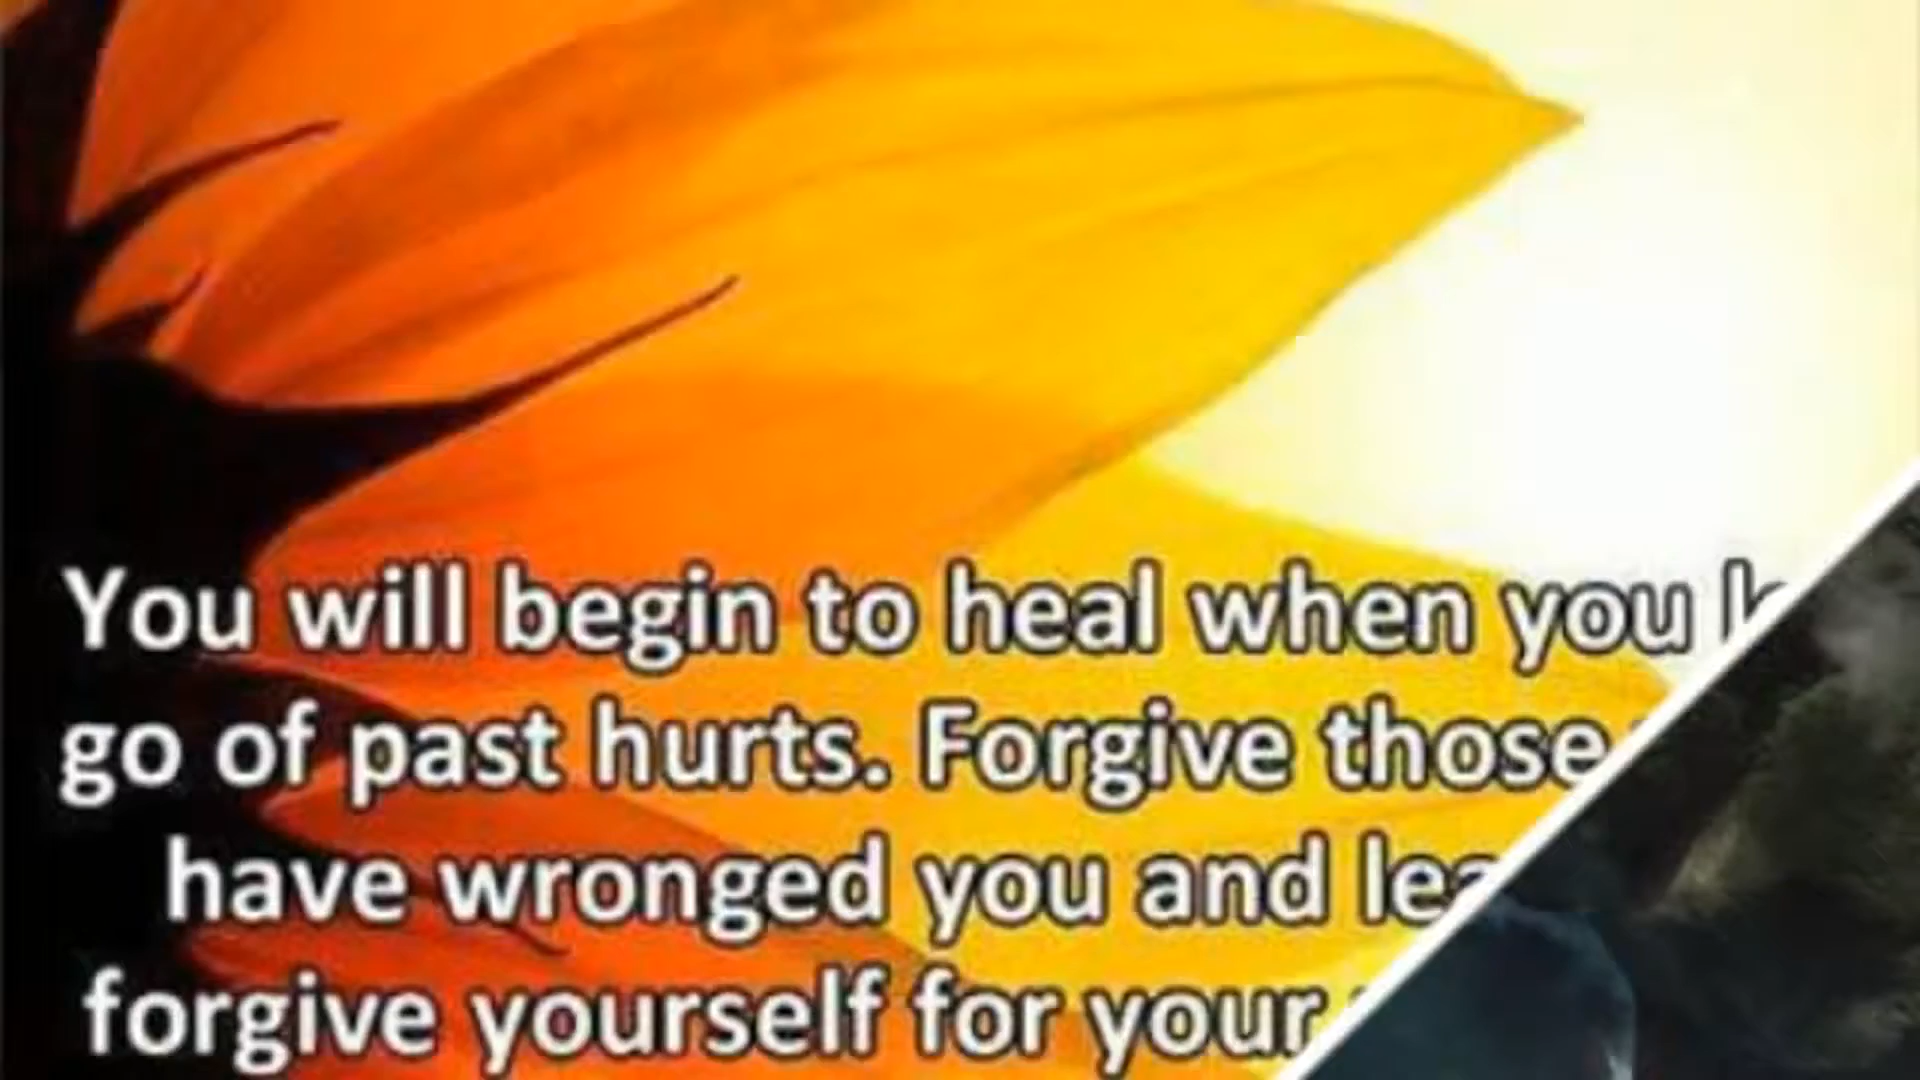 You will begin to heal when you
go of past hurts. Forgive those
have wronged you and
forgive yourself for your